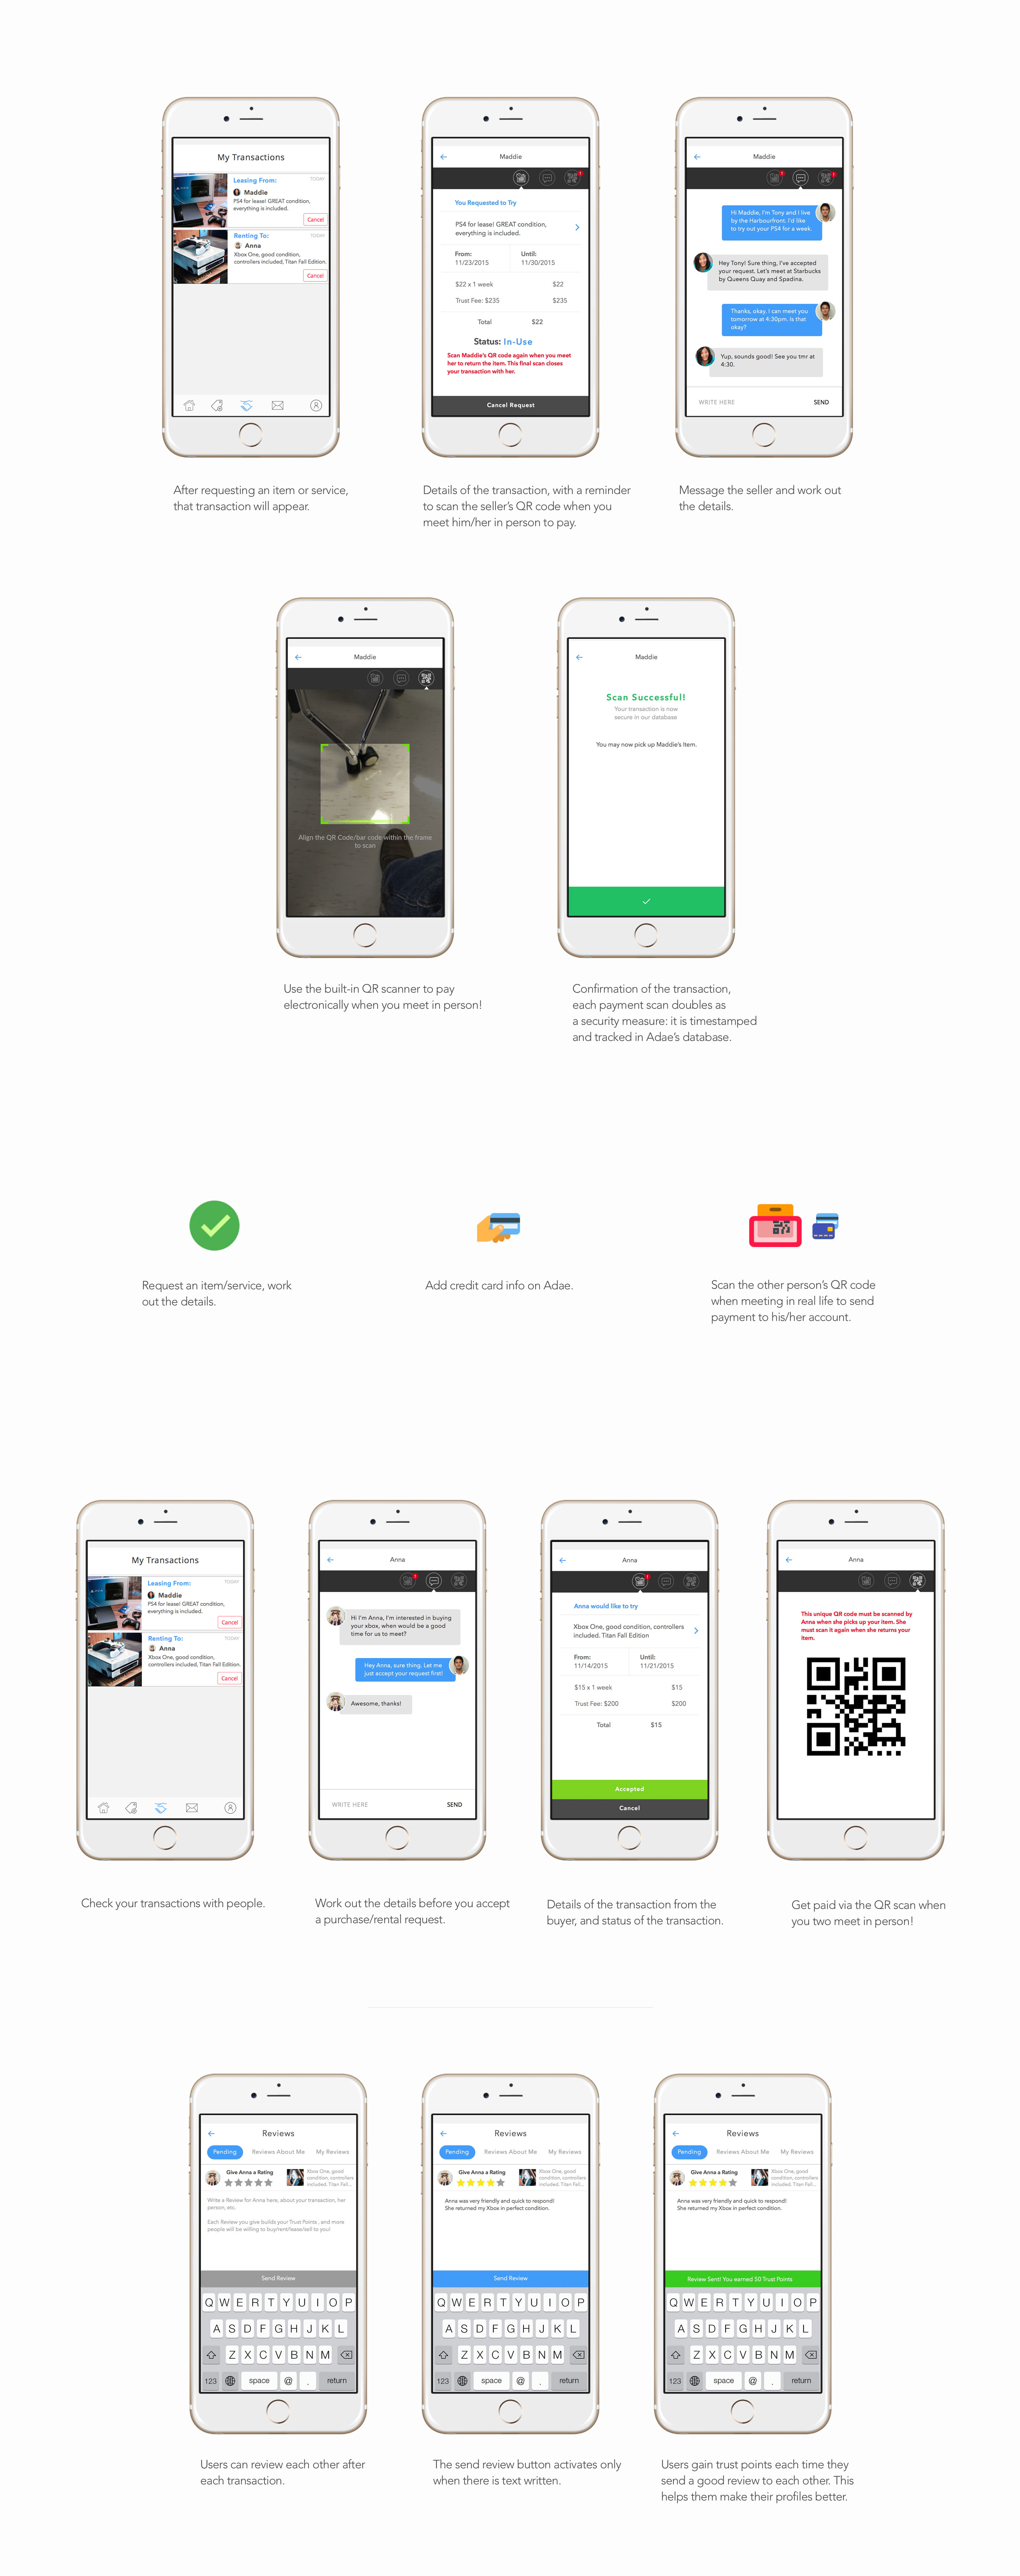 My Transactions
Leasing From:
TODAY
Maddie
PS4 for lease! GREAT condition,
everything is included.
Cancel
Renting To:
TODAY
Anna
Xbox One, good condition,
controllers included, Titan Fall Edition.
Cancel
Maddie
You Requested to Try
PS4 for lease! GREAT condition,
everything is included.
From:
11/23/2015
Until:
11/30/2015
$22 x 1 week
$22
Trust Fee: $235
$235
Total
$22
Status: In-Use
Scan Maddie's QR code again when you meet
her to return the item. This final scan closes
your transaction with her.
Cancel Request
Maddie
Hi Maddie, I'm Tony and I live
by the Harbourfront. I'd like
to try out your PS4 for a week.
Hey Tony! Sure thing, I've accepted
your request. Let's meet at Starbucks
by Queens Quay and Spadina.
Thanks, okay. I can meet you
tomorrow at 4:30pm. Is that
okay?
Yup, sounds good! See you tmr at
4:30.
WRITE HERE
SEND
After requesting an item or service,
that transaction will appear.
Details of the transaction, with a reminder
to scan the seller's QR code when you
meet him/her in person to pay.
Message the seller and work out
the details.
Maddie
Align the QR Code/bar code within the frame
to scan
Maddie
Scan Successful!
Your transaction is now
secure in our database
You may now pick up Maddie's Item.
Use the built-in QR scanner to pay
electronically when you meet in person!
Confirmation of the transaction,
each payment scan doubles as
a security measure: it is timestamped
and tracked in Adae's database.
Request an item/service, work
out the details.
Add credit card info on Adae.
Scan the other person's QR code
when meeting in real life to send
payment to his/her account.
My Transactions
Leasing From:
TODAY
Maddie
PS4 for lease! GREAT condition,
everything is included.
Cancel
Renting To:
TODAY
Anna
Xbox One, good condition,
controllers included, Titan Fall Edition.
Cancel
Anna
Hi I'm Anna, I'm interested in buying
your xbox, when would be a good
time for us to meet?
Hey Anna, sure thing. Let me
just accept your request first!
Awesome, thanks!
WRITE HERE
SEND
Anna
Anna would like to try
Xbox One, good condition, controllers
included. Titan Fall Edition
From:
11/14/2015
Until:
11/21/2015
$15 x 1 week
$15
Trust Fee: $200
$200
Total
$15
Accepted
Cancel
Anna
This unique QR code must be scanned by
Anna when she picks up your item. She
must scan it again when she returns your
item.
Check your transactions with people.
Work out the details before you accept
a purchase/rental request.
Details of the transaction from the
buyer, and status of the transaction.
Get paid via the QR scan when
you two meet in person!
Reviews
Pending
Reviews About Me
My Reviews
Give Anna a Rating
Xbox One, good
condition, controllers
included. Titan Fall...
Write a Review for Anna here, about your transaction, her
person, etc.
Each Review you give builds your Trust Points, and more
people will be willing to buy/rent/lease/sell to you!
Send Review
Q W E R T Y U I O P
A S D F G H J K L
Z X C V B N M
123
space
@
.
return
Reviews
Pending
Reviews About Me
My Reviews
Give Anna a Rating
Xbox One, good
condition, controllers
included. Titan Fall...
Anna was very friendly and quick to respond!
She returned my Xbox in perfect condition.
Send Review
Q W E R T Y U I O P
A S D F G H J K L
Z X C V B N M
123
space
@
.
return
Reviews
Pending
Reviews About Me
My Reviews
Give Anna a Rating
Xbox One, good
condition, controllers
included. Titan Fall...
Anna was very friendly and quick to respond!
She returned my Xbox in perfect condition.
Review Sent! You earned 50 Trust Points
Q W E R T Y U I O P
A S D F G H J K L
Z X C V B N M
123
space
@
.
return
Users can review each other after
each transaction.
The send review button activates only
when there is text written.
Users gain trust points each time they
send a good review to each other. This
helps them make their profiles better.